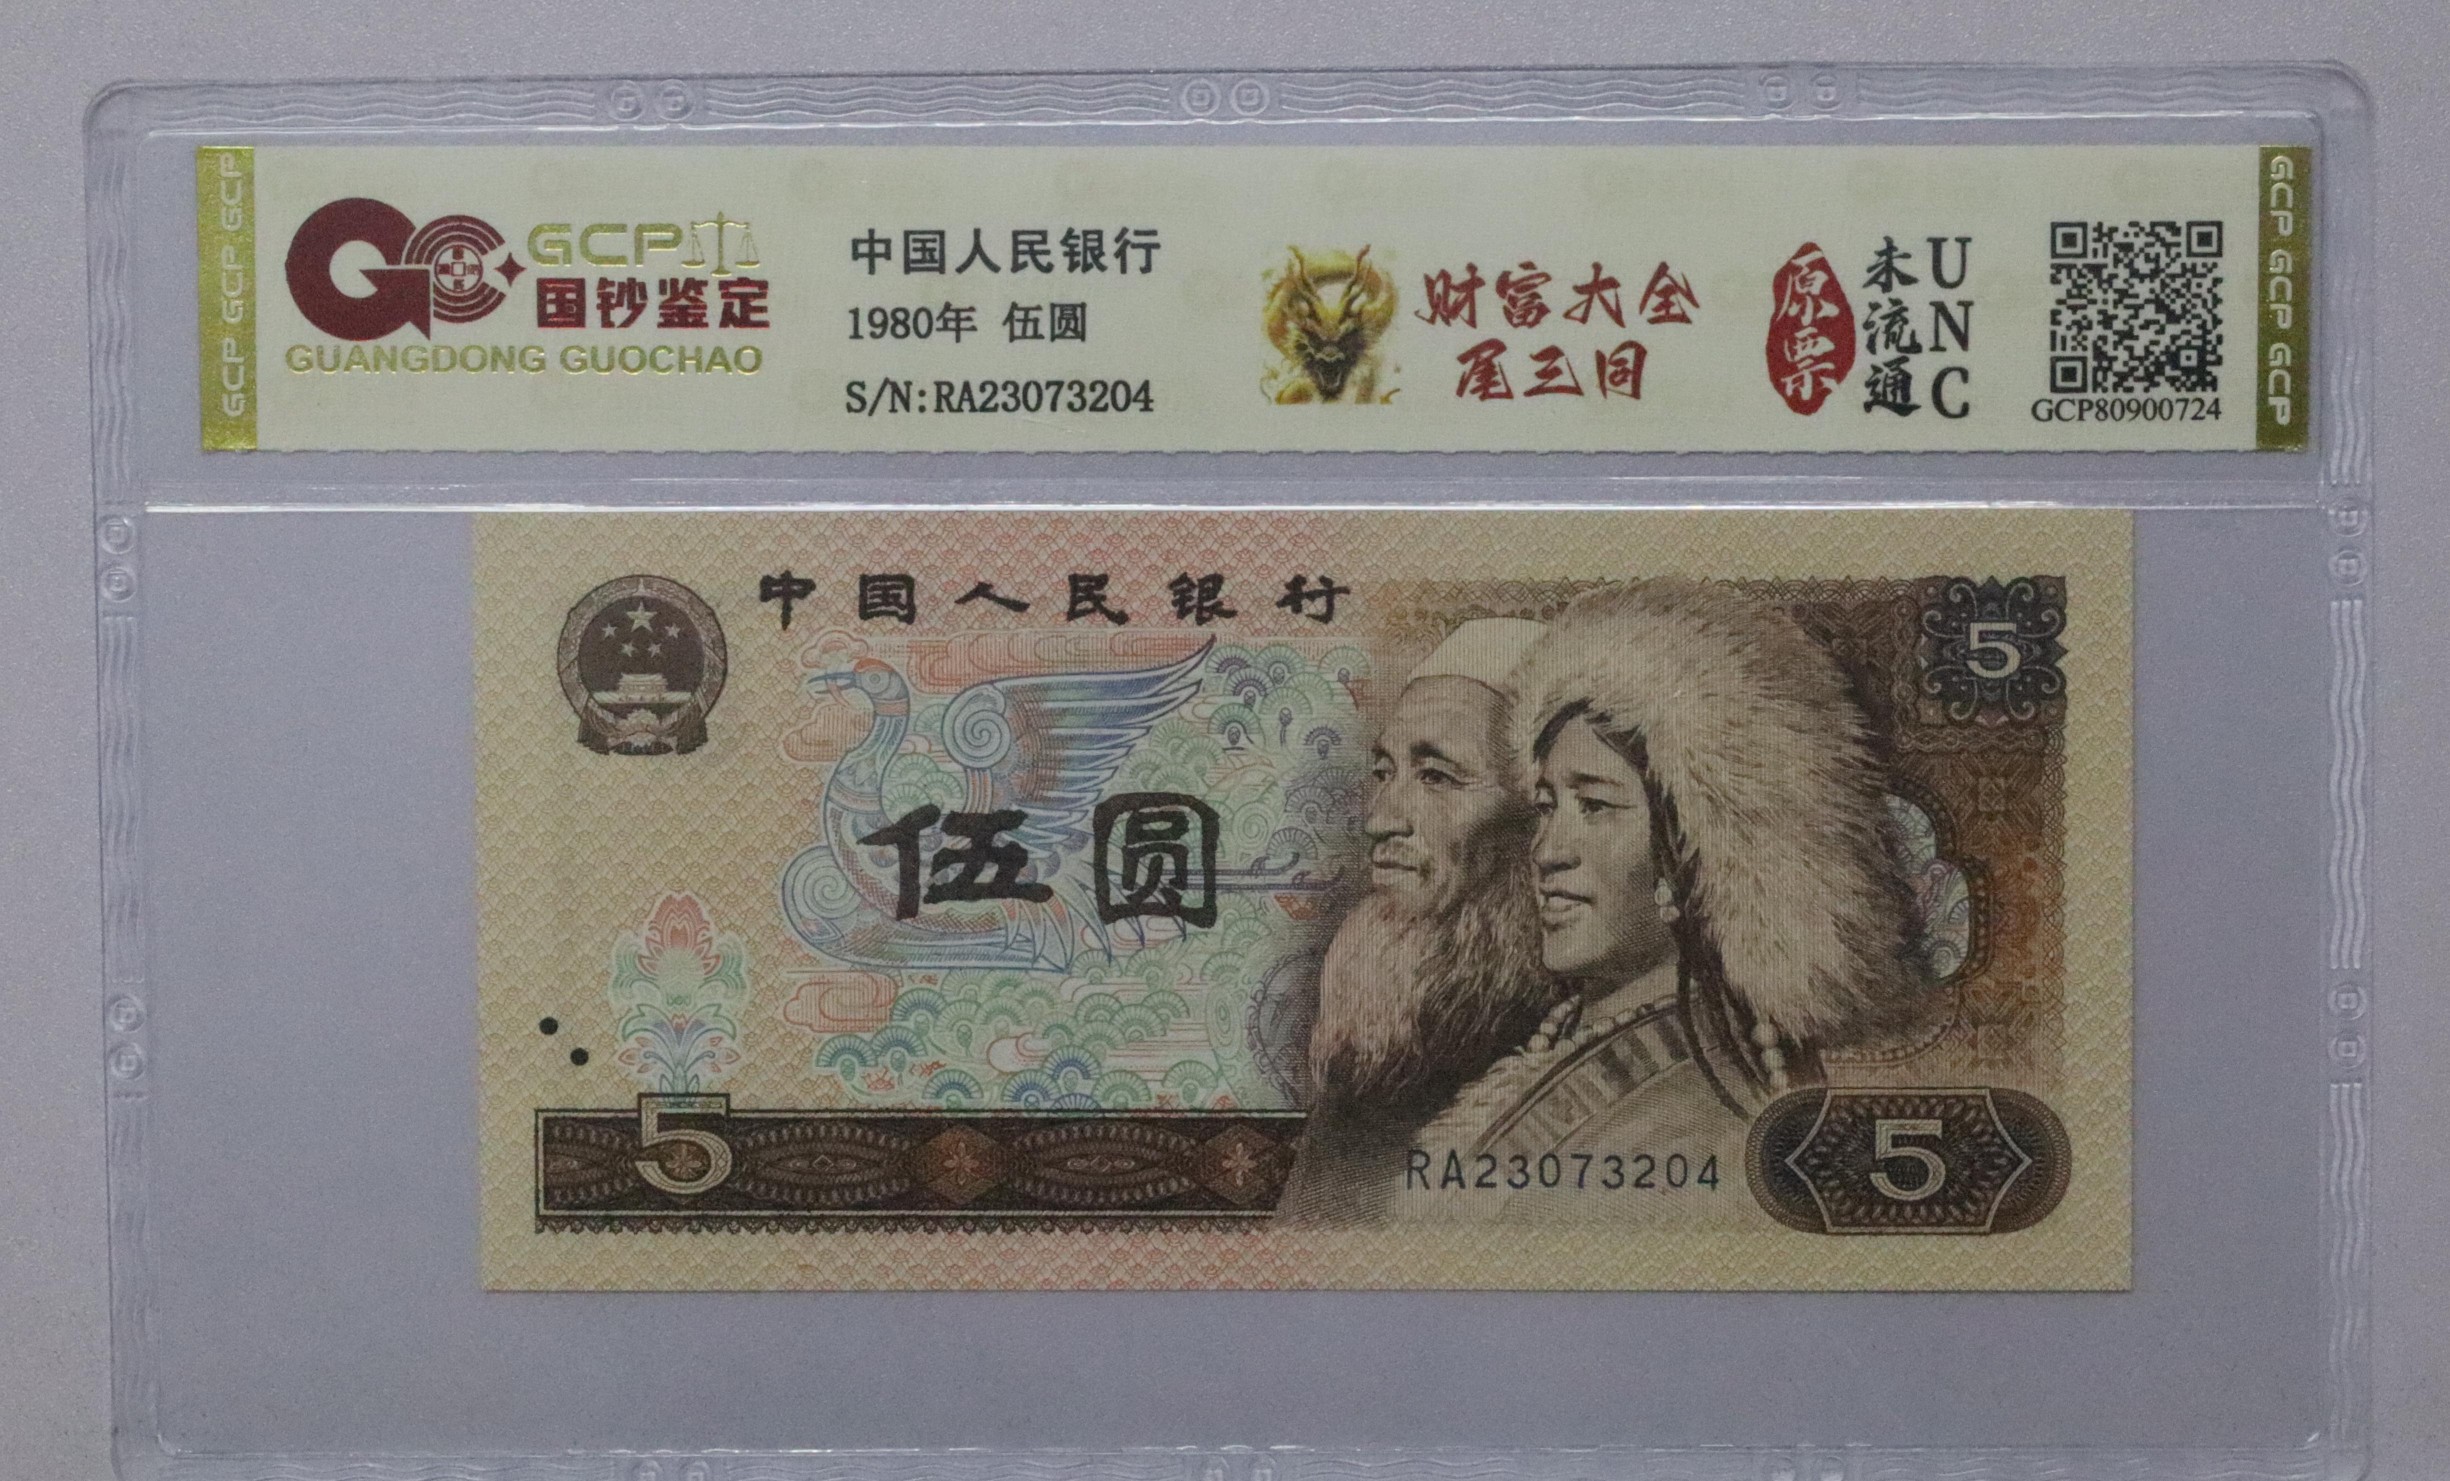 GCP GCP GCP
GCP
国钞鉴定
GUANGDONG GUOCHAO
中国人民银行
1980年 伍圆
S/N:RA23073204
财富大全
尾三同
原票
未流通
UNC
GCP80900724
GCP GCP GCP
中国人民银行
5
伍圆
5
RA23073204
5